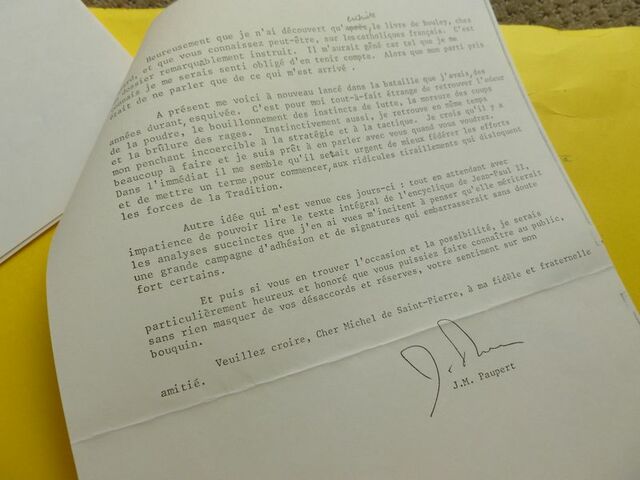 ensuite
Heureusement que je n'ai découvert qu'après, le livre de bouley, chez
et que vous connaissez peut-être, sur les catholiques français. C'est
dossier remarquablement instruit. Il m'aurait gêné car tel que je me
connais je me serais senti obligé d'en tenir compte. Alors que mon parti pris
était de ne parler que de ce qui m'est arrivé .
A présent me voici à nouveau lancé dans la bataille que j'avais, des
années durant, esquivée. C'est pour moi tout-à-fait étrange de retrouver l'odeur
de la poudre, le bouillonnement des instincts de lutte, la morsure des coups
et la brûlure des rages. Instinctivement aussi, je retrouve en même temps
mon penchant incoercible à la stratégie et à la tactique. Je crois qu'il y a
beaucoup à faire et je suis prêt à en parler avec vous quand vous voudrez.
Dans l'immédiat il me semble qu'il serait urgent de mieux fédérer les efforts
et de mettre un terme, pour commencer, aux ridicules tiraillements qui disloquent
les forces de la Tradition.
Autre idée qui m'est venue ces jours-ci : tout en attendant avec
impatience de pouvoir lire le texte intégral de l'encyclique de Jean-Paul II,
les analyses succinctes que j'en ai vues m'incitent à penser qu'elle mériterait
une grande campagne d'adhésion et de signatures qui embarrasserait sans doute
fort certains.
Et puis si vous en trouver l'occasion et la possibilité, je serais
particulièrement heureux et honoré que vous puissiez faire connaître au public,
sans rien masquer de vos désaccords et réserves, votre sentiment sur mon
bouquin.
Veuillez croire, Cher Michel de Saint-Pierre, à ma fidèle et fraternelle
amitié.
J.M. Paupert